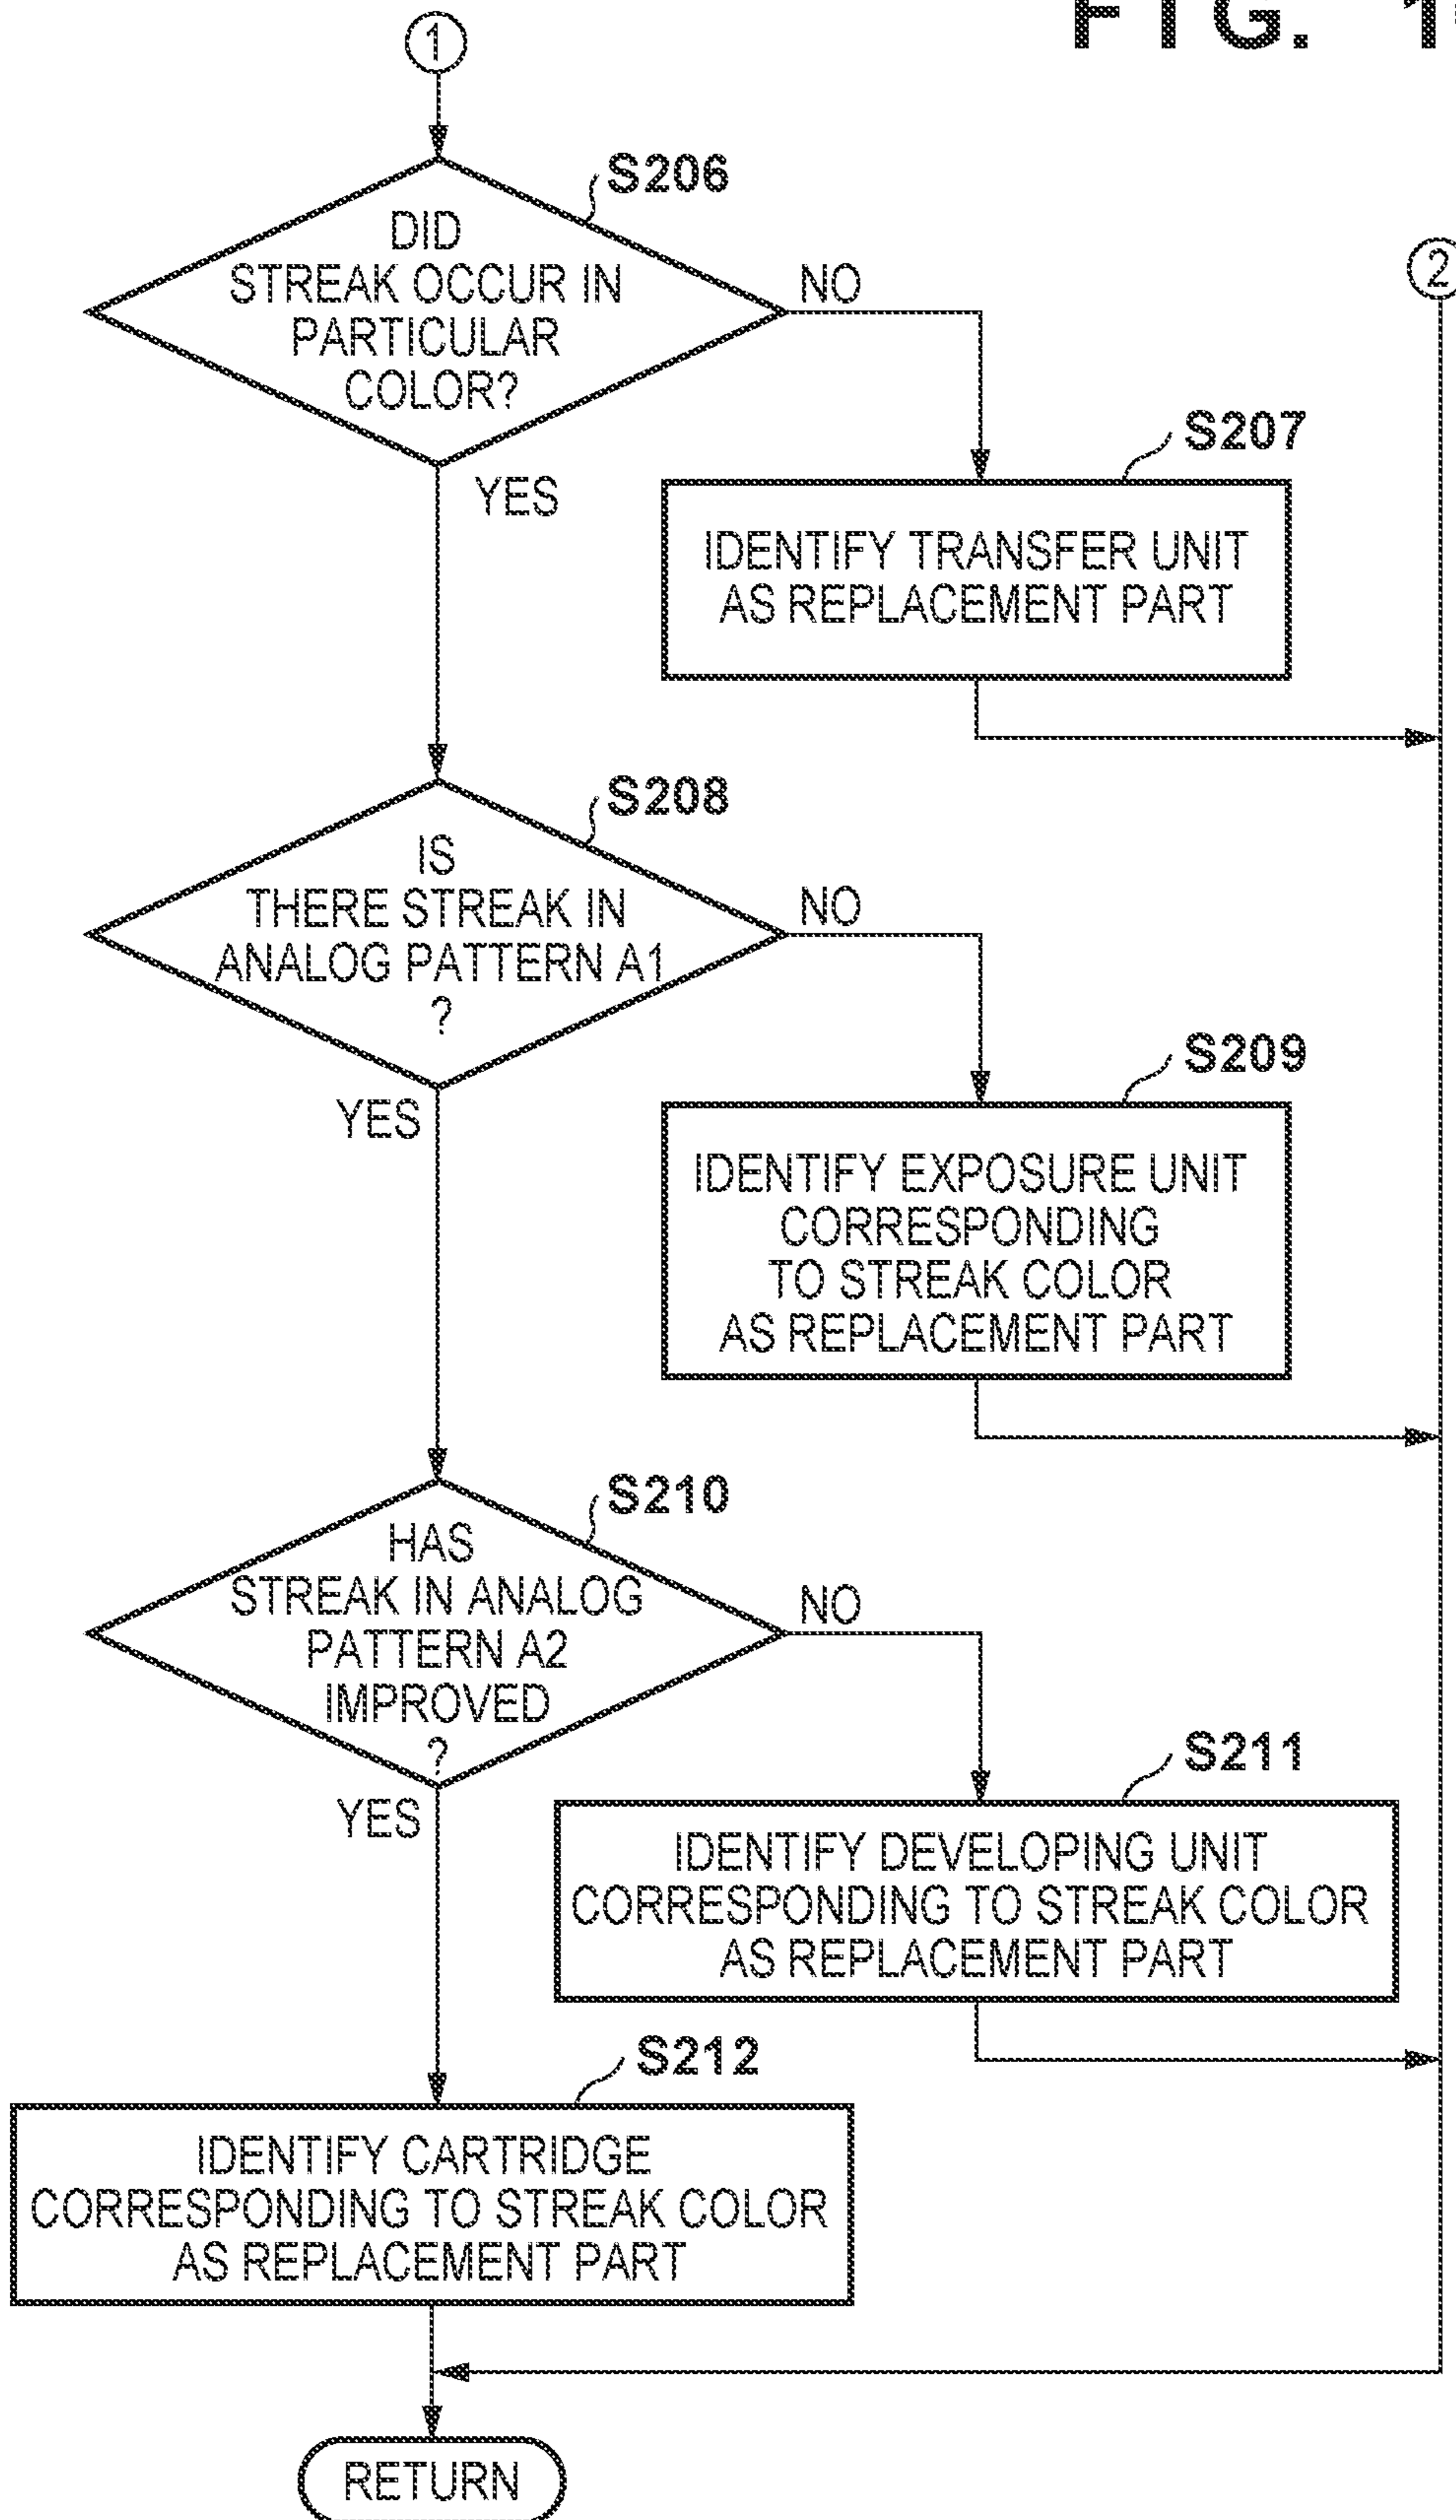 FIG. 1
1
S206
DID
STREAK OCCUR IN
PARTICULAR
COLOR?
NO
2
YES
S207
IDENTIFY TRANSFER UNIT
AS REPLACEMENT PART
S208
IS
THERE STREAK IN
ANALOG PATTERN A1
?
NO
YES
S209
IDENTIFY EXPOSURE UNIT
CORRESPONDING
TO STREAK COLOR
AS REPLACEMENT PART
S210
HAS
STREAK IN ANALOG
PATTERN A2
IMPROVED
?
NO
YES
S211
IDENTIFY DEVELOPING UNIT
CORRESPONDING TO STREAK COLOR
AS REPLACEMENT PART
S212
IDENTIFY CARTRIDGE
CORRESPONDING TO STREAK COLOR
AS REPLACEMENT PART
RETURN